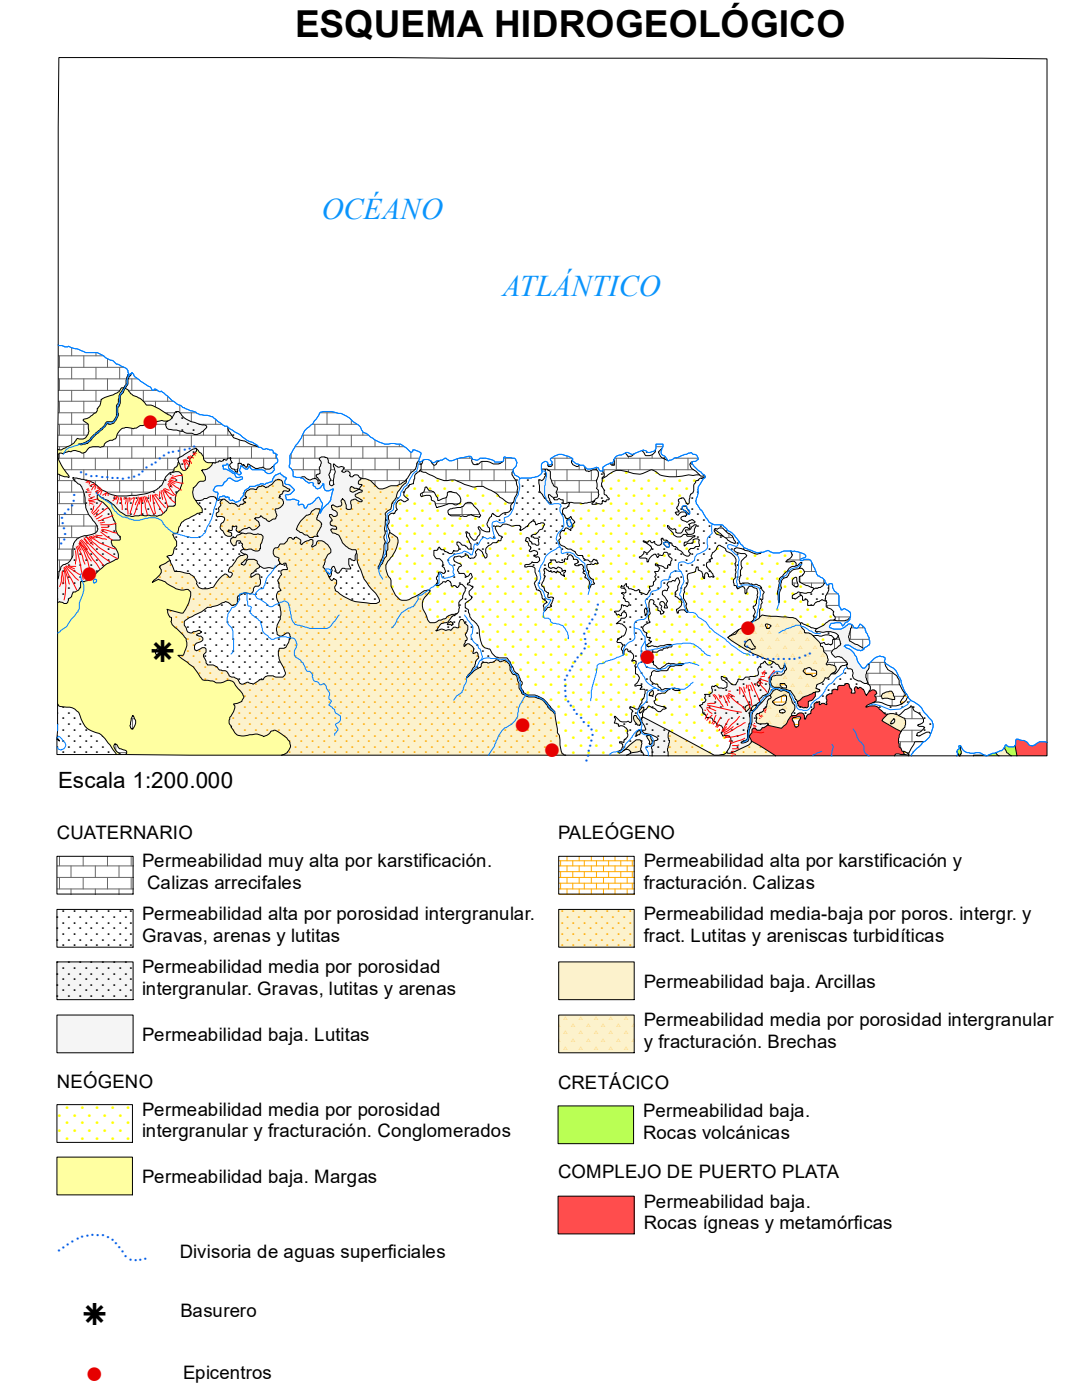 ESQUEMA HIDROGEOLÓGICO
OCÉANO
ATLÁNTICO
Escala 1:200.000
CUATERNARIO
Permeabilidad muy alta por karstificación.
Calizas arrecifales
Permeabilidad alta por porosidad intergranular.
Gravas, arenas y lutitas
Permeabilidad media por porosidad
intergranular. Gravas, lutitas y arenas
Permeabilidad baja. Lutitas
NEÓGENO
Permeabilidad media por porosidad
intergranular y fracturación. Conglomerados
Permeabilidad baja. Margas
Divisoria de aguas superficiales
Basurero
Epicentros
PALEÓGENO
Permeabilidad alta por karstificación y
fracturación. Calizas
Permeabilidad media-baja por poros. intergr. y
fract. Lutitas y areniscas turbidíticas
Permeabilidad baja. Arcillas
Permeabilidad media por porosidad intergranular
y fracturación. Brechas
CRETÁCICO
Permeabilidad baja.
Rocas volcánicas
COMPLEJO DE PUERTO PLATA
Permeabilidad baja.
Rocas ígneas y metamórficas